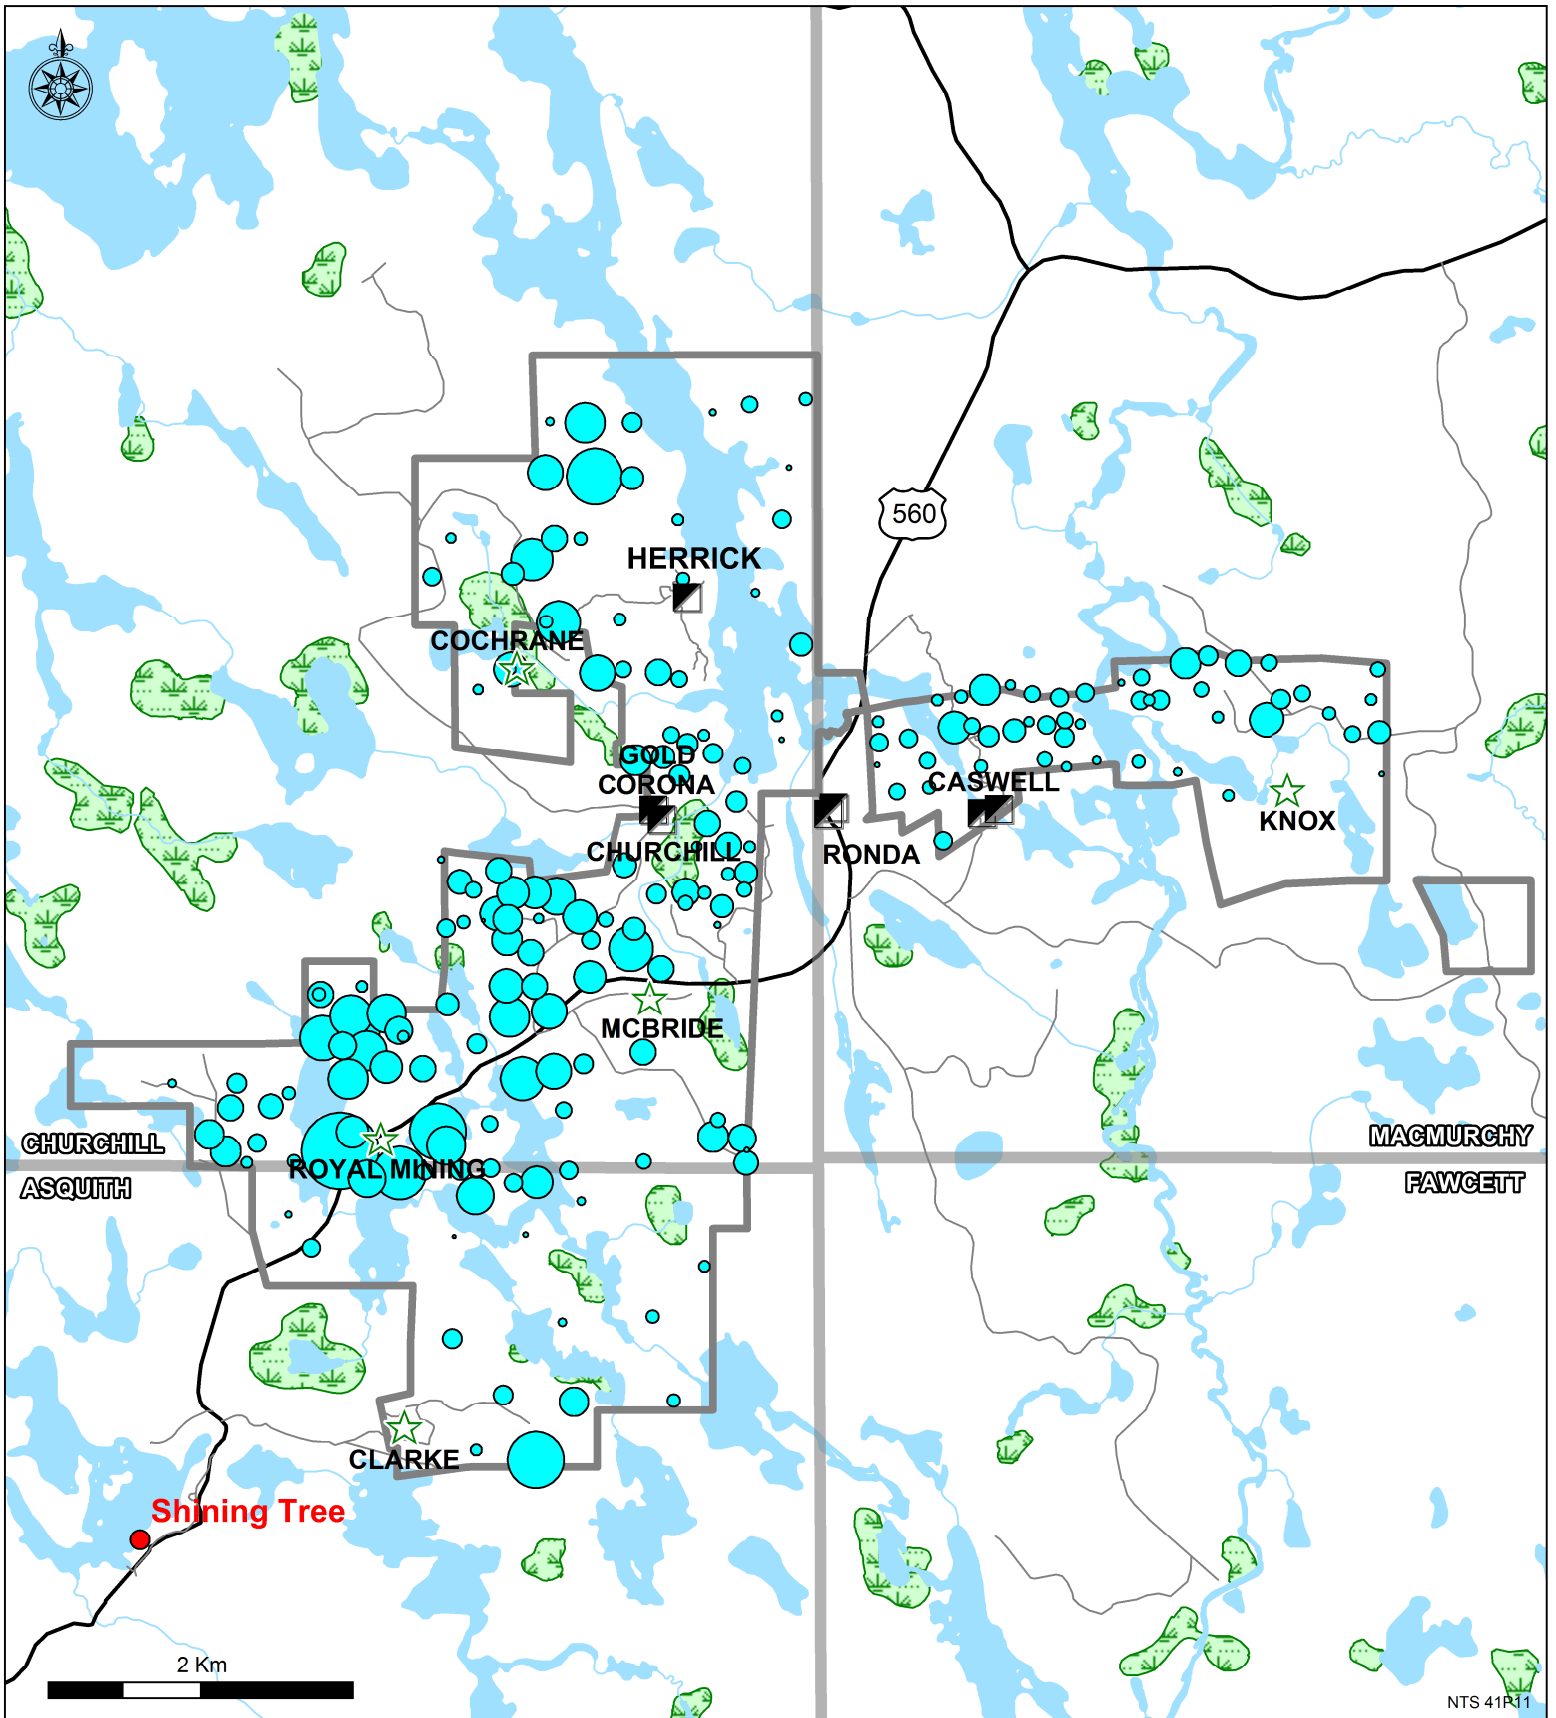 560
HERRICK
COCHRANE
GOLD
CORONA
CASWELL
KNOX
CHURCHILL
RONDA
MCBRIDE
CHURCHILL
MACMURCHY
ROYAL MINING
ASQUITH
FAWCETT
CLARKE
Shining Tree
2 Km
NTS 41P11